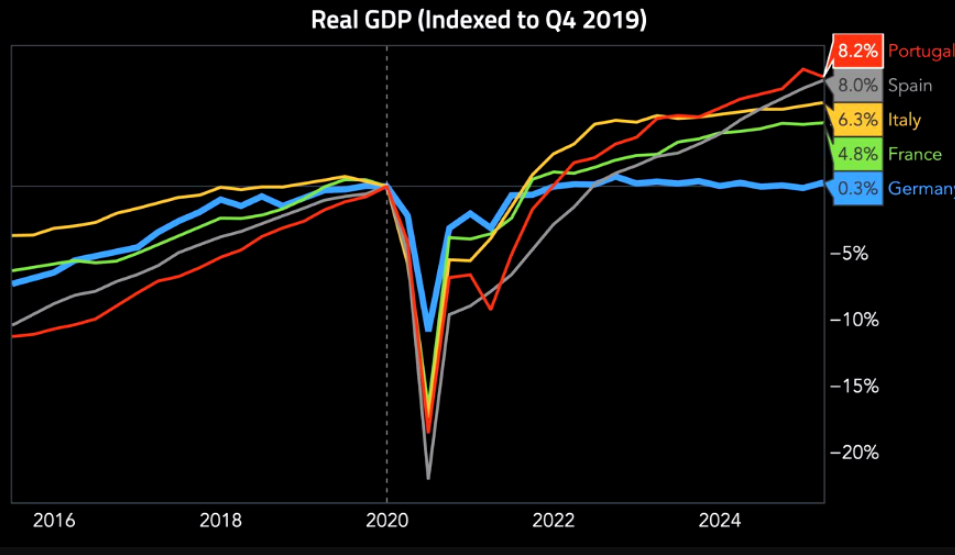 Real GDP (Indexed to Q4 2019)
8.2% Portugal
8.0% Spain
6.3% Italy
4.8% France
0.3% Germany
−5%
−10%
−15%
−20%
2016 2018 2020 2022 2024